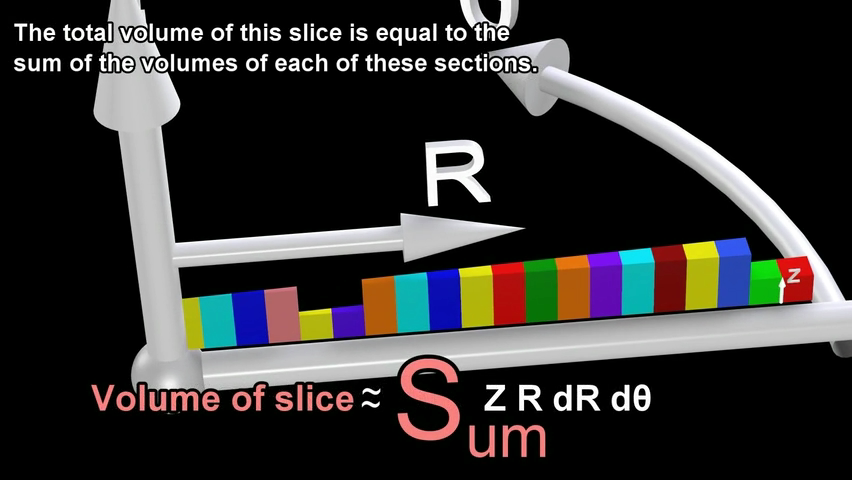 The total volume of this slice is equal to the
sum of the volumes of each of these sections.
R
Z
Volume of slice ≈ Sum Z R dR dθ